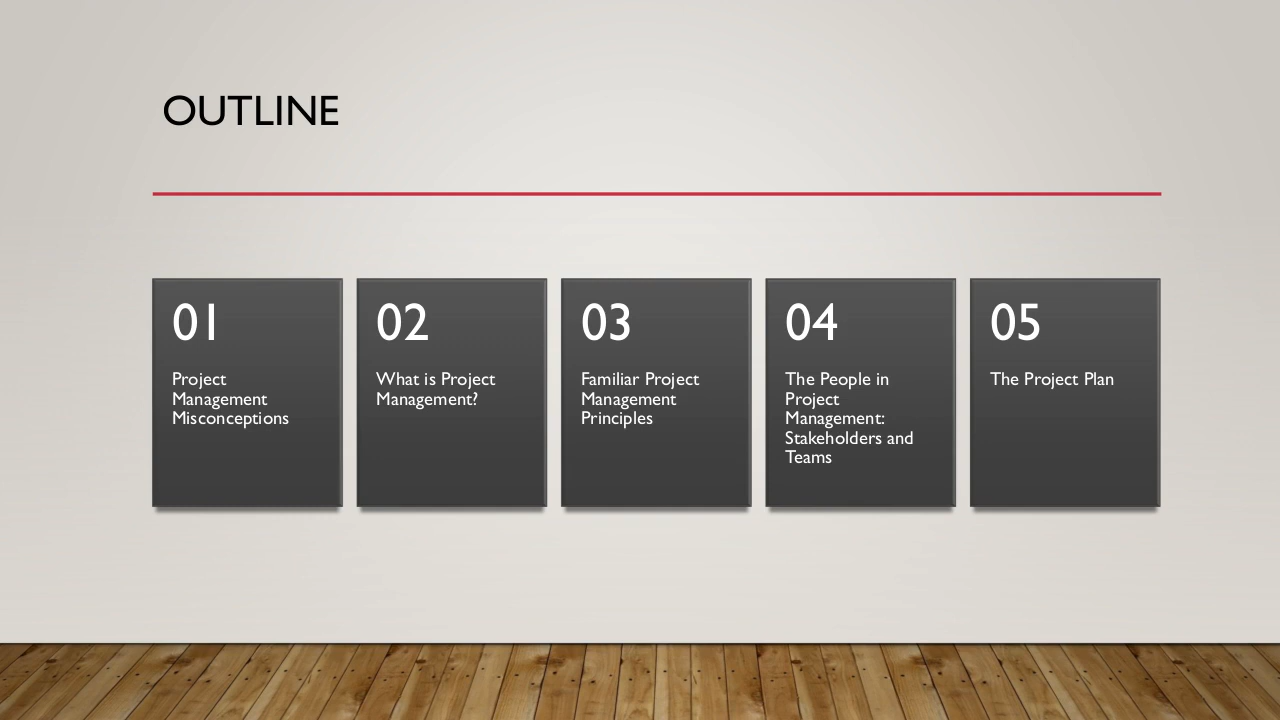 OUTLINE
01
Project
Management
Misconceptions
02
What is Project
Management?
03
Familiar Project
Management
Principles
04
The People in
Project
Management:
Stakeholders and
Teams
05
The Project Plan